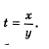 t = x/y.